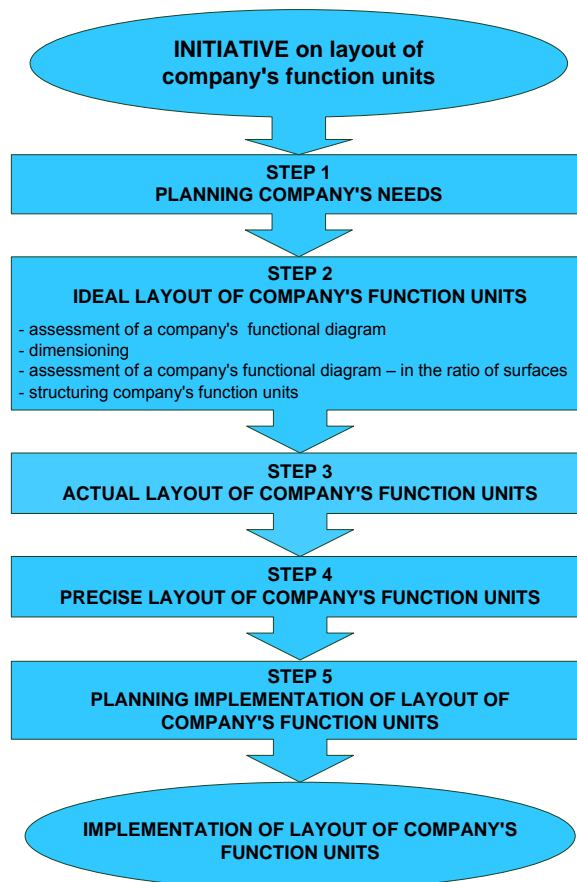 INITIATIVE on layout of
company's function units
STEP 1
PLANNING COMPANY'S NEEDS
STEP 2
IDEAL LAYOUT OF COMPANY'S FUNCTION UNITS
- assessment of a company's functional diagram
- dimensioning
- assessment of a company's functional diagram – in the ratio of surfaces
- structuring company's function units
STEP 3
ACTUAL LAYOUT OF COMPANY'S FUNCTION UNITS
STEP 4
PRECISE LAYOUT OF COMPANY'S FUNCTION UNITS
STEP 5
PLANNING IMPLEMENTATION OF LAYOUT OF
COMPANY'S FUNCTION UNITS
IMPLEMENTATION OF LAYOUT OF COMPANY'S
FUNCTION UNITS